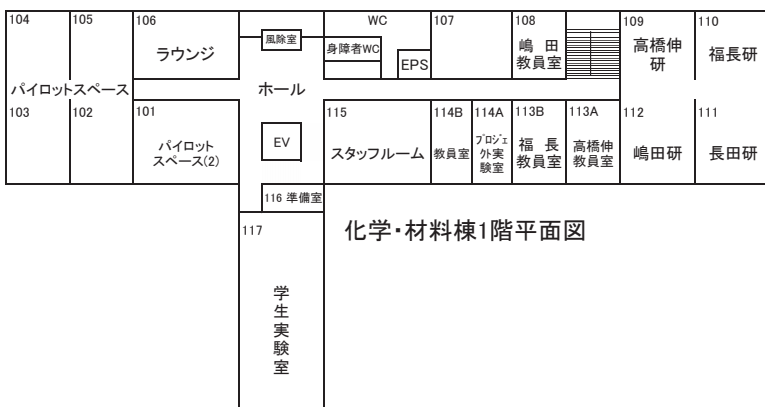 104
105
106
WC
107
108
109
110
風除室
身障者WC
EPS
ラウンジ
ホール
嶋 田
教員室
高橋伸
研
福長研
パイロットスペース
103
102
101
115
114B
114A
113B
113A
112
111
パイロット
スペース(2)
EV
スタッフルーム
教員室
プロジェ
クト実
験室
福 長
教員室
高橋伸
教員室
嶋田研
長田研
116 準備室
117
化学・材料棟1階平面図
学
生
実
験
室